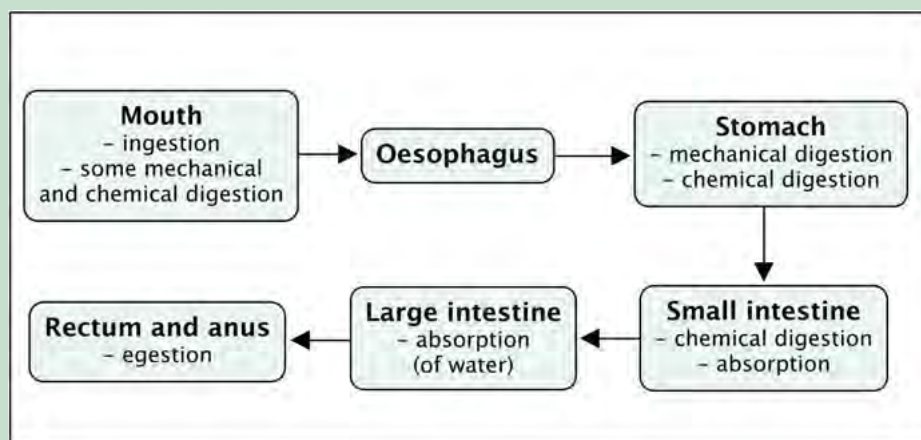 Mouth
– ingestion
– some mechanical
and chemical digestion
Oesophagus
Stomach
– mechanical digestion
– chemical digestion
Small intestine
– chemical digestion
– absorption
Large intestine
– absorption
(of water)
Rectum and anus
– egestion